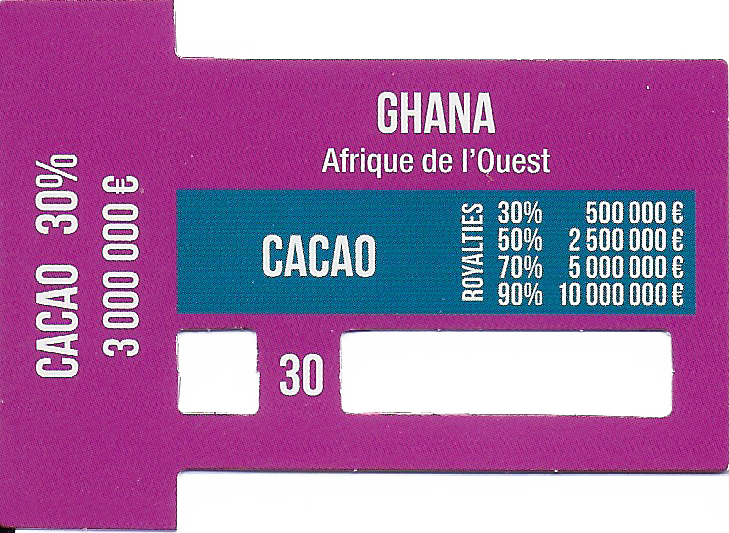 CACAO 30%
3 000 000 €
GHANA
Afrique de l'Ouest
CACAO
ROYALTIES
30% 500 000 €
50% 2 500 000 €
70% 5 000 000 €
90% 10 000 000 €
30